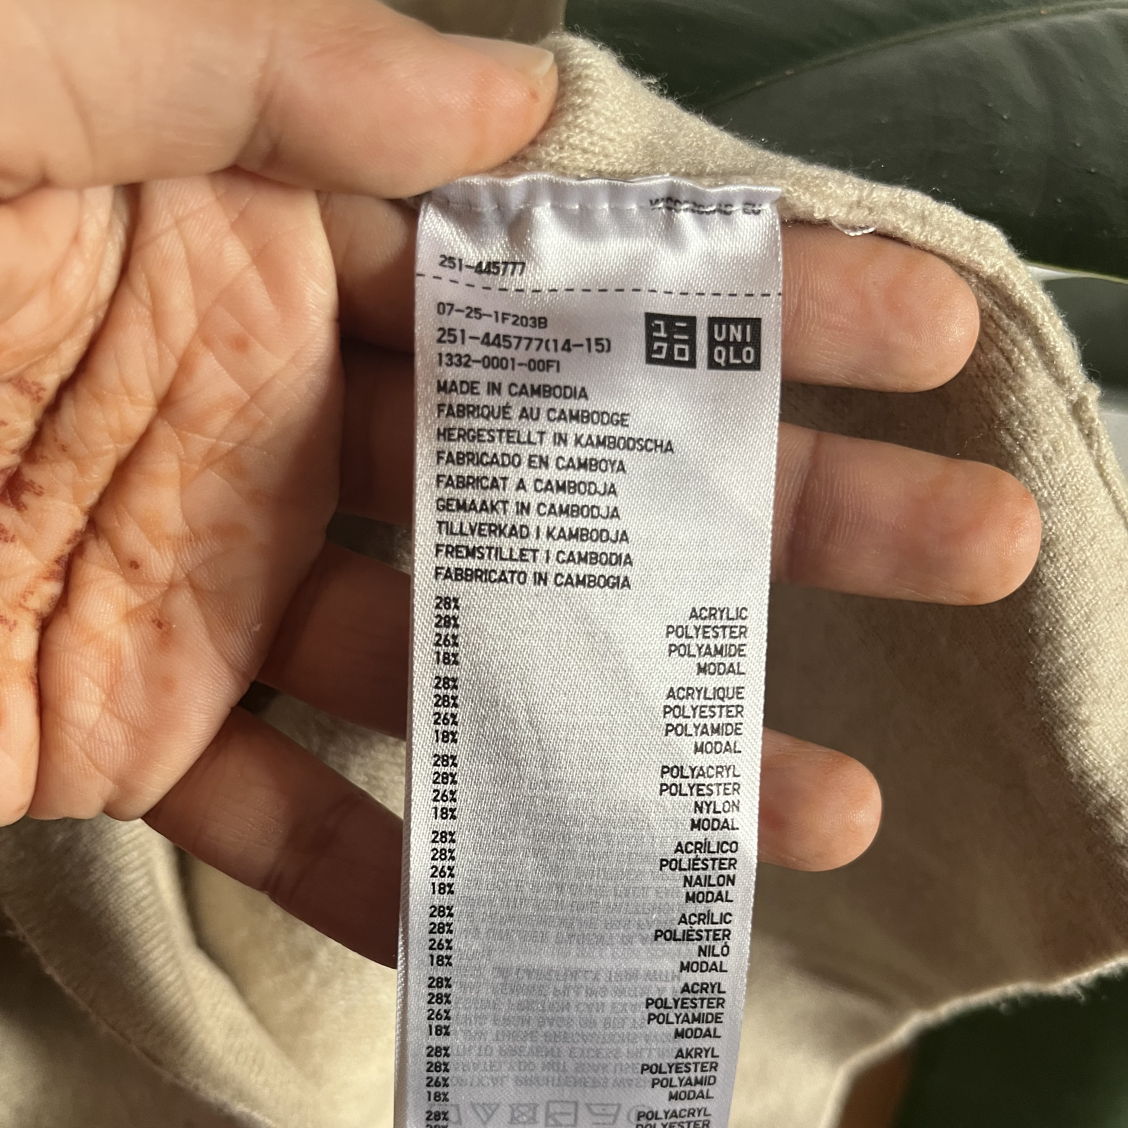 251-445777
07-25-1F203B
251-445777(14-15)
1332-0001-00F1
ユニ
クロ
UNI
QLO
MADE IN CAMBODIA
FABRIQUÉ AU CAMBODGE
HERGESTELLT IN KAMBODSCHA
FABRICADO EN CAMBOYA
FABRICAT A CAMBODJA
GEMAAKT IN CAMBODJA
TILLVERKAD I KAMBODJA
FREMSTILLET I CAMBODIA
FABBRICATO IN CAMBOGIA
28% ACRYLIC
28% POLYESTER
26% POLYAMIDE
18% MODAL
28% ACRYLIQUE
28% POLYESTER
26% POLYAMIDE
18% MODAL
28% POLYACRYL
28% POLYESTER
26% NYLON
18% MODAL
28% ACRÍLICO
28% POLIÉSTER
26% NAILON
18% MODAL
28% ACRÍLIC
28% POLIÈSTER
26% NILÓ
18% MODAL
28% ACRYL
28% POLYESTER
26% POLYAMIDE
18% MODAL
28% AKRYL
28% POLYESTER
26% POLYAMID
18% MODAL
28% POLYACRYL
28% POLYESTER